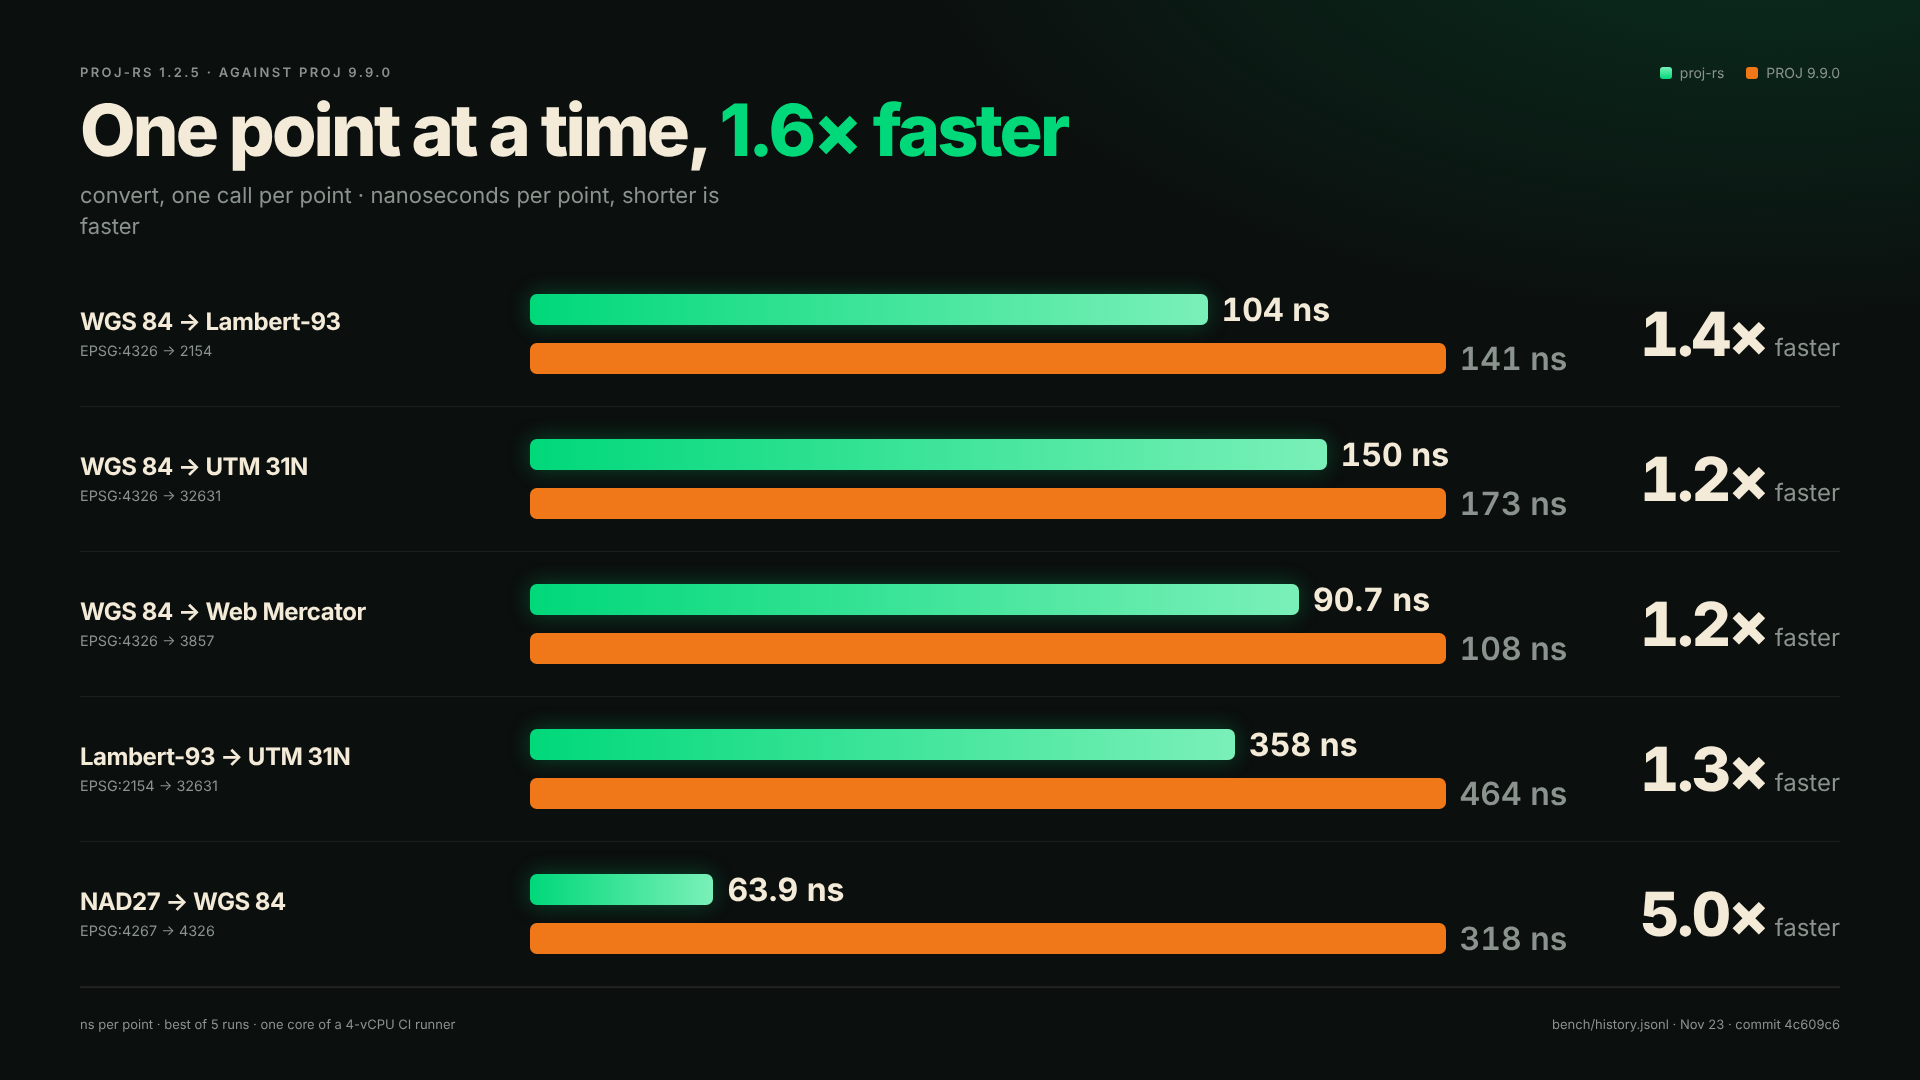 PROJ-RS 1.2.5 · AGAINST PROJ 9.9.0
proj-rs
PROJ 9.9.0
One point at a time, 1.6× faster
convert, one call per point · nanoseconds per point, shorter is
faster
WGS 84 → Lambert-93
EPSG:4326 → 2154
104 ns
141 ns
1.4× faster
WGS 84 → UTM 31N
EPSG:4326 → 32631
150 ns
173 ns
1.2× faster
WGS 84 → Web Mercator
EPSG:4326 → 3857
90.7 ns
108 ns
1.2× faster
Lambert-93 → UTM 31N
EPSG:2154 → 32631
358 ns
464 ns
1.3× faster
NAD27 → WGS 84
EPSG:4267 → 4326
63.9 ns
318 ns
5.0× faster
ns per point · best of 5 runs · one core of a 4-vCPU CI runner
bench/history.jsonl · Nov 23 · commit 4c609c6